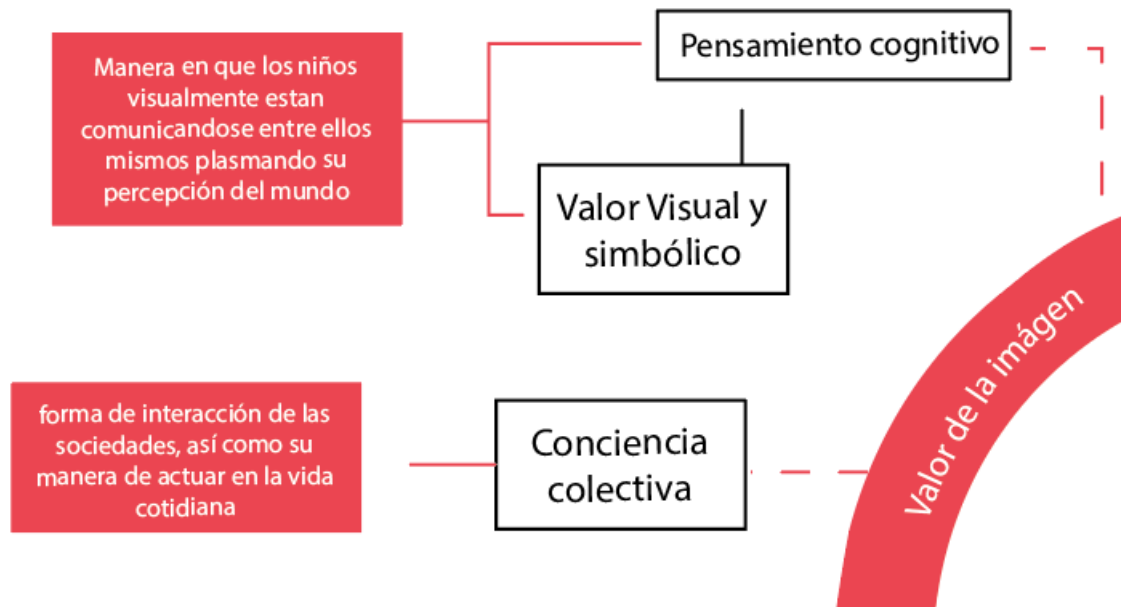 Manera en que los niños
visualmente estan
comunicandose entre ellos
mismos plasmando su
percepción del mundo
Pensamiento cognitivo
Valor Visual y
simbólico
forma de interacción de las
sociedades, así como su
manera de actuar en la vida
cotidiana
Conciencia
colectiva
Valor de la imágen